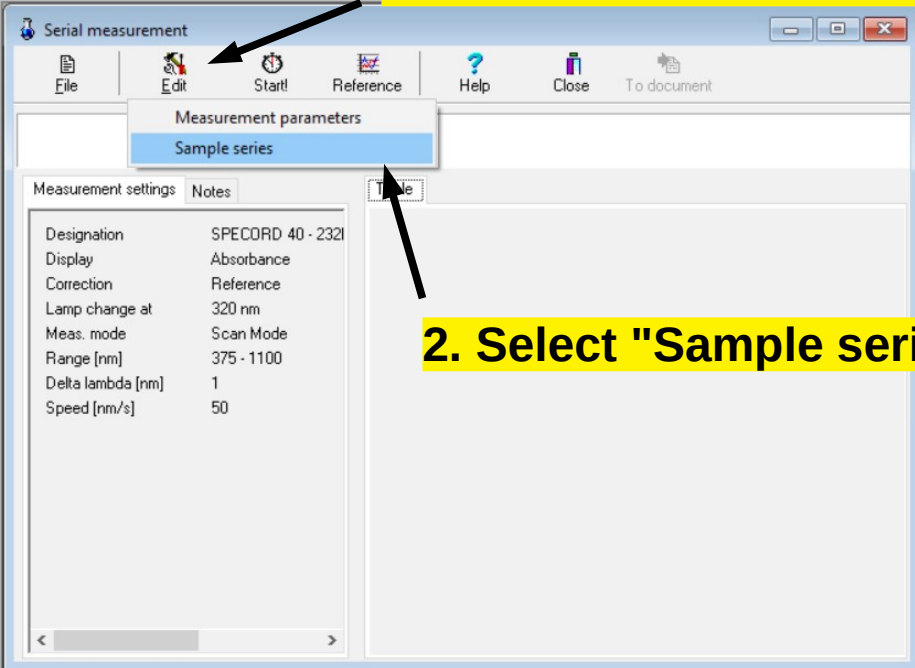 Serial measurement
File Edit Start! Reference Help Close To document
Measurement parameters
Sample series
Measurement settings Notes
Designation SPECORD 40 - 232
Display Absorbance
Correction Reference
Lamp change at 320 nm
Meas. mode Scan Mode
Range [nm] 375 - 1100
Delta lambda [nm] 1
Speed [nm/s] 50
2. Select "Sample seri